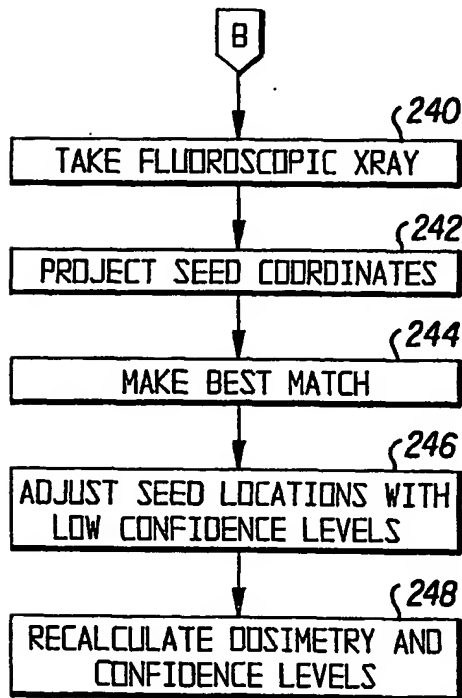 B
240
TAKE FLUOROSCOPIC XRAY
242
PROJECT SEED COORDINATES
244
MAKE BEST MATCH
246
ADJUST SEED LOCATIONS WITH
LOW CONFIDENCE LEVELS
248
RECALCULATE DOSIMETRY AND
CONFIDENCE LEVELS